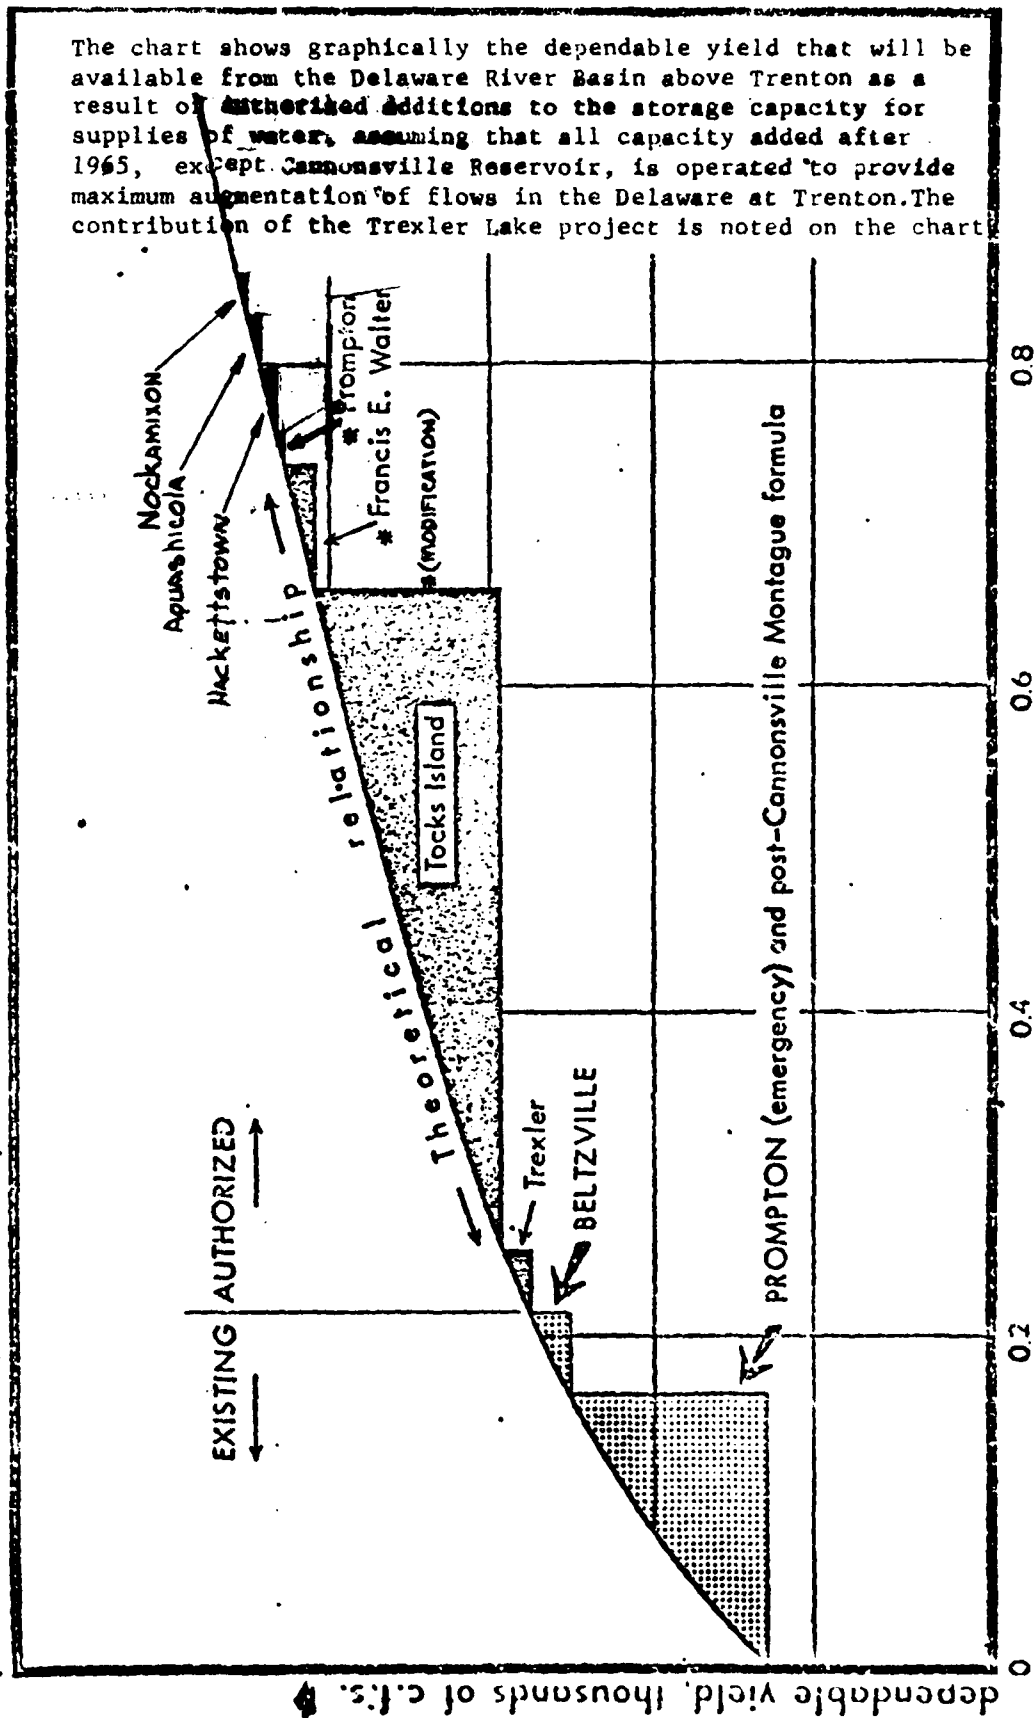 The chart shows graphically the dependable yield that will be
available from the Delaware River Basin above Trenton as a
result of authorized additions to the storage capacity for
supplies of water, assuming that all capacity added after
1965, except Cannonsville Reservoir, is operated to provide
maximum augmentation of flows in the Delaware at Trenton.The
contribution of the Trexler Lake project is noted on the chart
NOCKAMIXON
AQUASHICOLA
HACKETTSTOWN
* Prompton
* Francis E. Walter
*(MODIFICATION)
Theoretical relationship
Tocks Island
EXISTING AUTHORIZED
Trexler
BELTZVILLE
PROMPTON (emergency) and post-Cannonsville Montague formula
0
0.2
0.4
0.6
0.8
dependable yield, thousands of c.f.s.